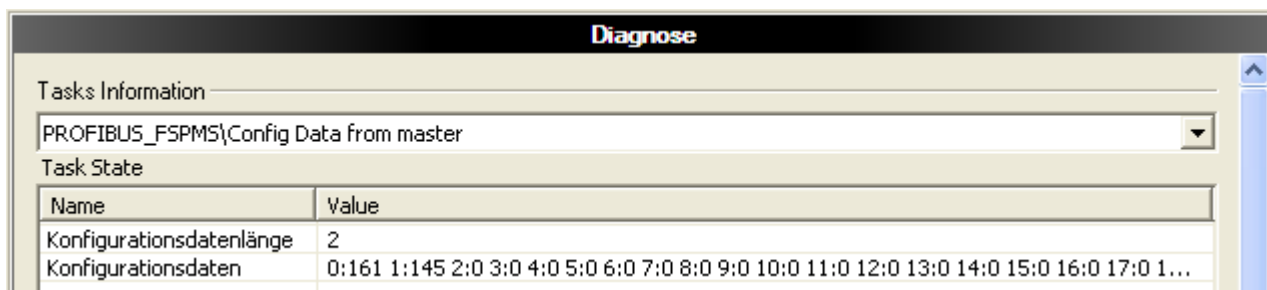 Diagnose
Tasks Information
PROFIBUS_FSPMS\Config Data from master
Task State
Name Value
Konfigurationsdatenlänge 2
Konfigurationsdaten 0:161 1:145 2:0 3:0 4:0 5:0 6:0 7:0 8:0 9:0 10:0 11:0 12:0 13:0 14:0 15:0 16:0 17:0 1...